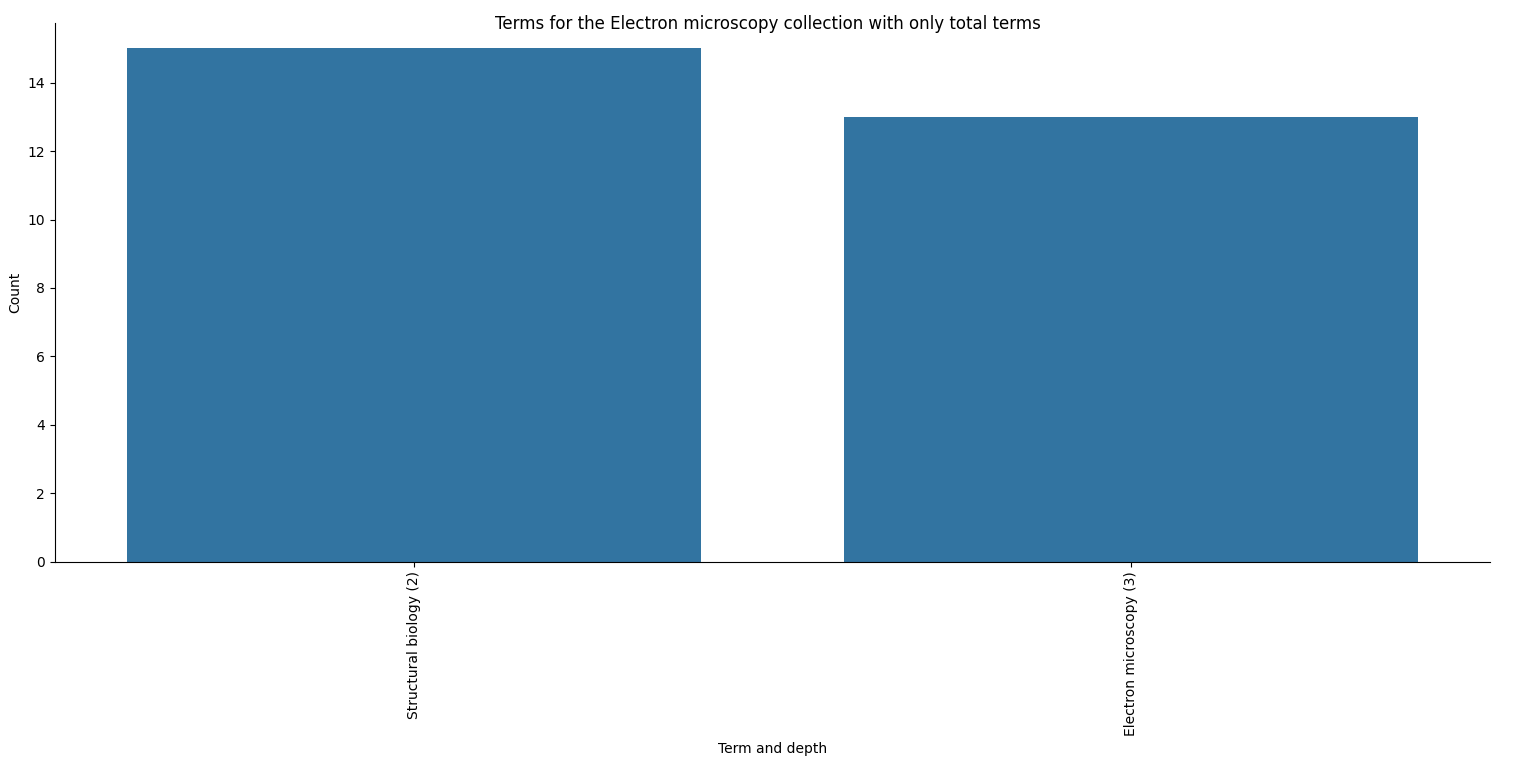 Terms for the Electron microscopy collection with only total terms
Count
14
12
10
8
6
4
2
0
Structural biology (2)
Electron microscopy (3)
Term and depth